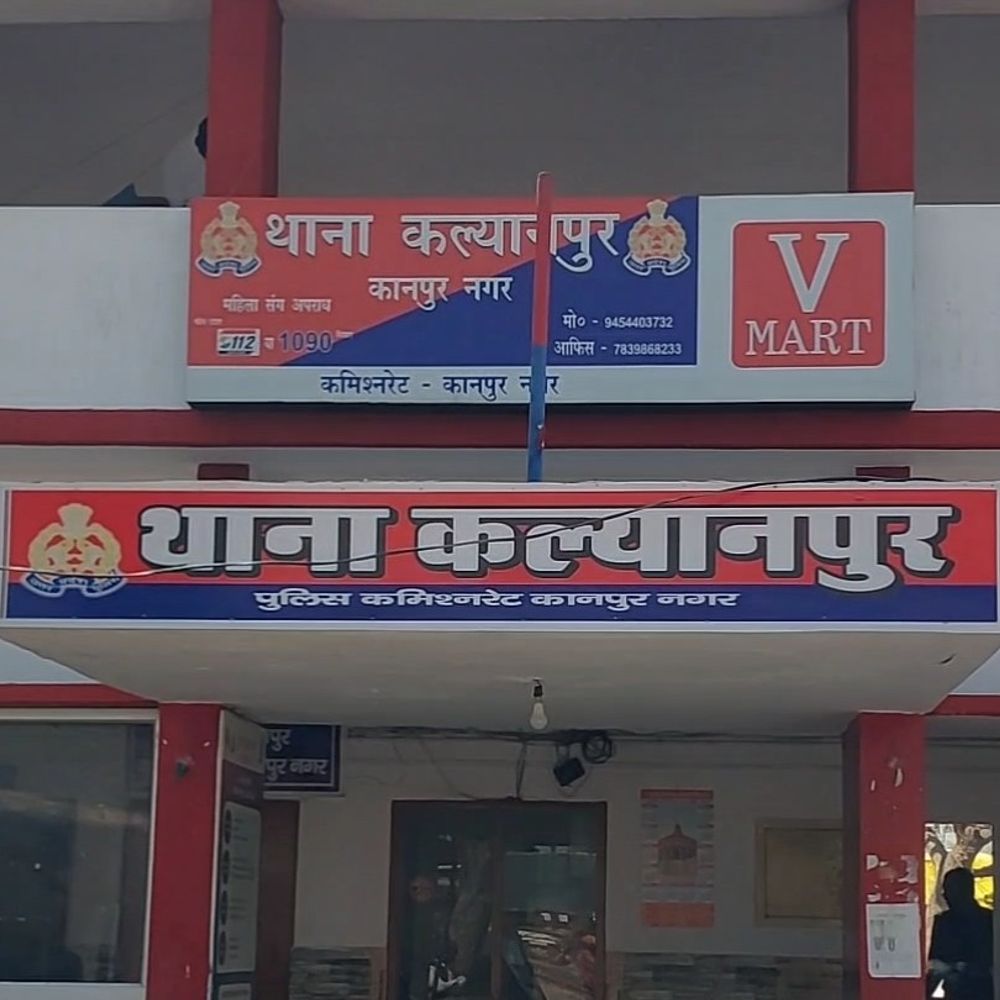 थाना कल्यानपुर
कानपुर नगर
महिला संग अपराध
112 या 1090
मो० - 9454403732
आफिस - 7839868233
कमिश्नरेट - कानपुर नगर
V
MART
थाना कल्यानपुर
पुलिस कमिश्नरेट कानपुर नगर
पुर
पुर नगर